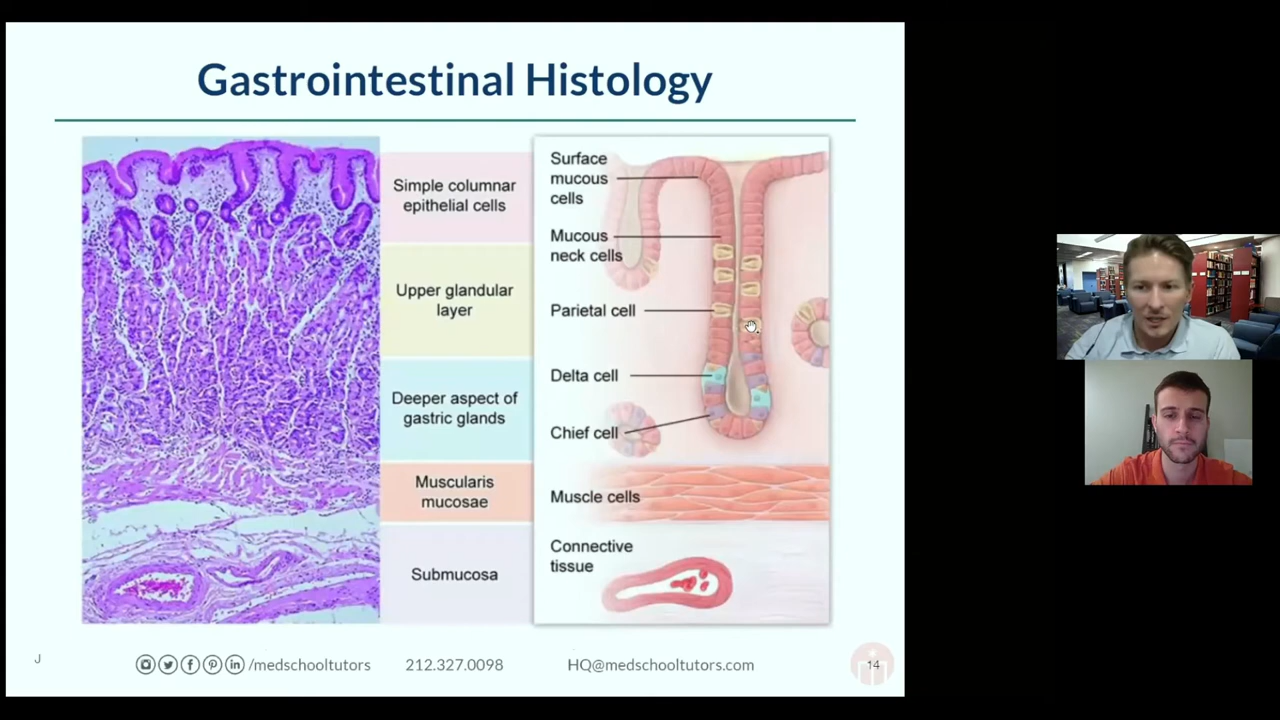 Gastrointestinal Histology
Simple columnar
epithelial cells
Upper glandular
layer
Deeper aspect of
gastric glands
Muscularis
mucosae
Submucosa
Surface
mucous
cells
Mucous
neck cells
Parietal cell
Delta cell
Chief cell
Muscle cells
Connective
tissue
J
/medschooltutors
212.327.0098
HQ@medschooltutors.com
14